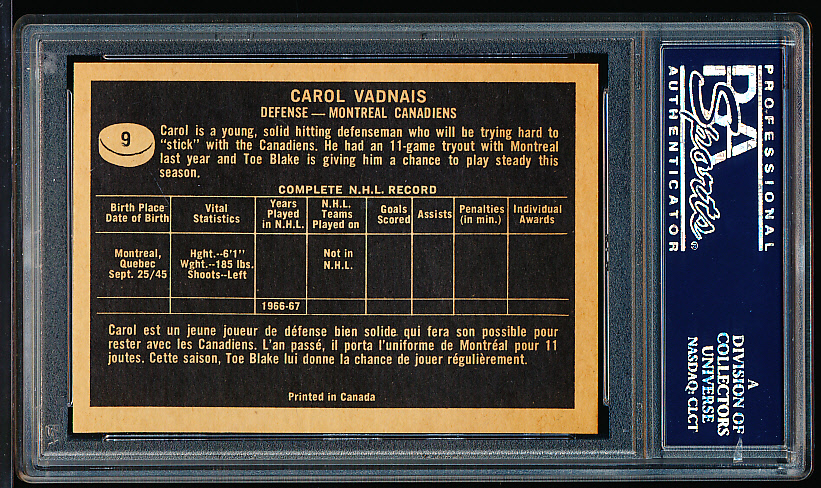 CAROL VADNAIS
DEFENSE — MONTREAL CANADIENS
9
Carol is a young, solid hitting defenseman who will be trying hard to
"stick" with the Canadiens. He had an 11-game tryout with Montreal
last year and Toe Blake is giving him a chance to play steady this
season.
COMPLETE N.H.L. RECORD
Birth Place Date of Birth | Vital Statistics | Years Played in N.H.L. | N.H.L. Teams Played on | Goals Scored | Assists | Penalties (in min.) | Individual Awards
Montreal, Quebec Sept. 25/45 | Hght.--6'1" Wght.--185 lbs. Shoots--Left | Not in N.H.L.
1966-67
Carol est un jeune joueur de défense bien solide qui fera son possible pour
rester avec les Canadiens. L'an passé, il porta l'uniforme de Montréal pour 11
joutes. Cette saison, Toe Blake lui donne la chance de jouer régulièrement.
Printed in Canada
PROFESSIONAL
PSA
Sports
®
AUTHENTICATOR
A
DIVISION OF
COLLECTORS
UNIVERSE
NASDAQ: CLCT